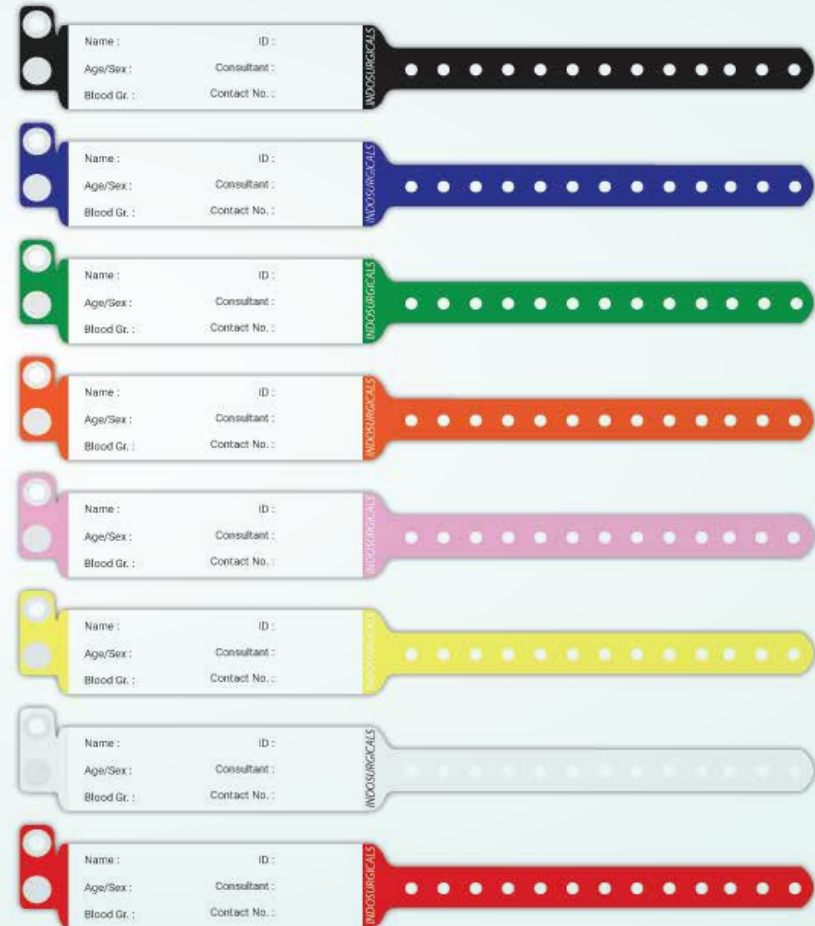 Name : ID :
Age/Sex : Consultant :
Blood Gr. : Contact No. :
INDOSURGICALS
Name : ID :
Age/Sex : Consultant :
Blood Gr. : Contact No. :
INDOSURGICALS
Name : ID :
Age/Sex : Consultant :
Blood Gr. : Contact No. :
INDOSURGICALS
Name : ID :
Age/Sex : Consultant :
Blood Gr. : Contact No. :
INDOSURGICALS
Name : ID :
Age/Sex : Consultant :
Blood Gr. : Contact No. :
INDOSURGICALS
Name : ID :
Age/Sex : Consultant :
Blood Gr. : Contact No. :
INDOSURGICALS
Name : ID :
Age/Sex : Consultant :
Blood Gr. : Contact No. :
INDOSURGICALS
Name : ID :
Age/Sex : Consultant :
Blood Gr. : Contact No. :
INDOSURGICALS